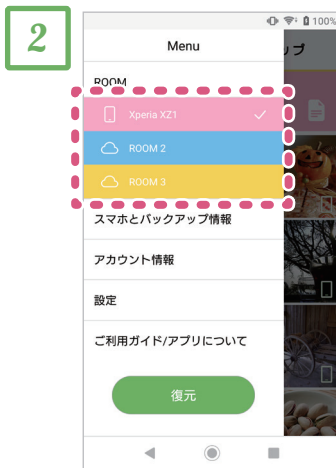 2
100%
Menu
ップ
ROOM
Xperia XZ1
ROOM 2
ROOM 3
スマホとバックアップ情報
アカウント情報
設定
ご利用ガイド/アプリについて
復元